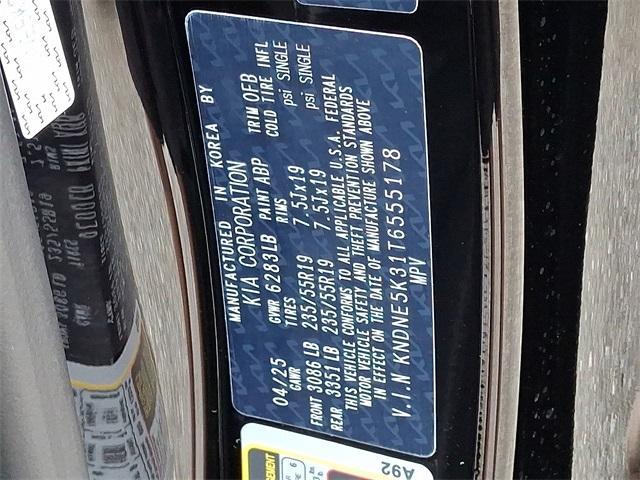 MANUFACTURED IN KOREA BY
KIA CORPORATION
04/25 GVWR 6283LB PAINT ABP TRIM OFB
GAWR TIRES RIMS COLD TIRE INFL
FRONT 3086 LB 235/55R19 7.5Jx19 psi SINGLE
REAR 3351 LB 235/55R19 7.5Jx19 psi SINGLE
THIS VEHICLE CONFORMS TO ALL APPLICABLE U.S.A. FEDERAL
MOTOR VEHICLE SAFETY AND THEFT PREVENTION STANDARDS
IN EFFECT ON THE DATE OF MANUFACTURE SHOWN ABOVE
V.I.N KNDNE5K31T6555178
MPV
A92